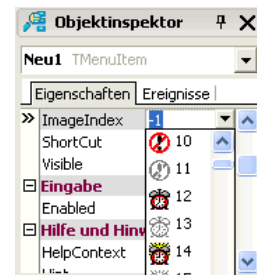 Objektinspektor
Neu1 TMenuItem
Eigenschaften Ereignisse
ImageIndex -1
ShortCut 10
Visible 11
Eingabe 12
Enabled
Hilfe und Hinw 13
HelpContext 14